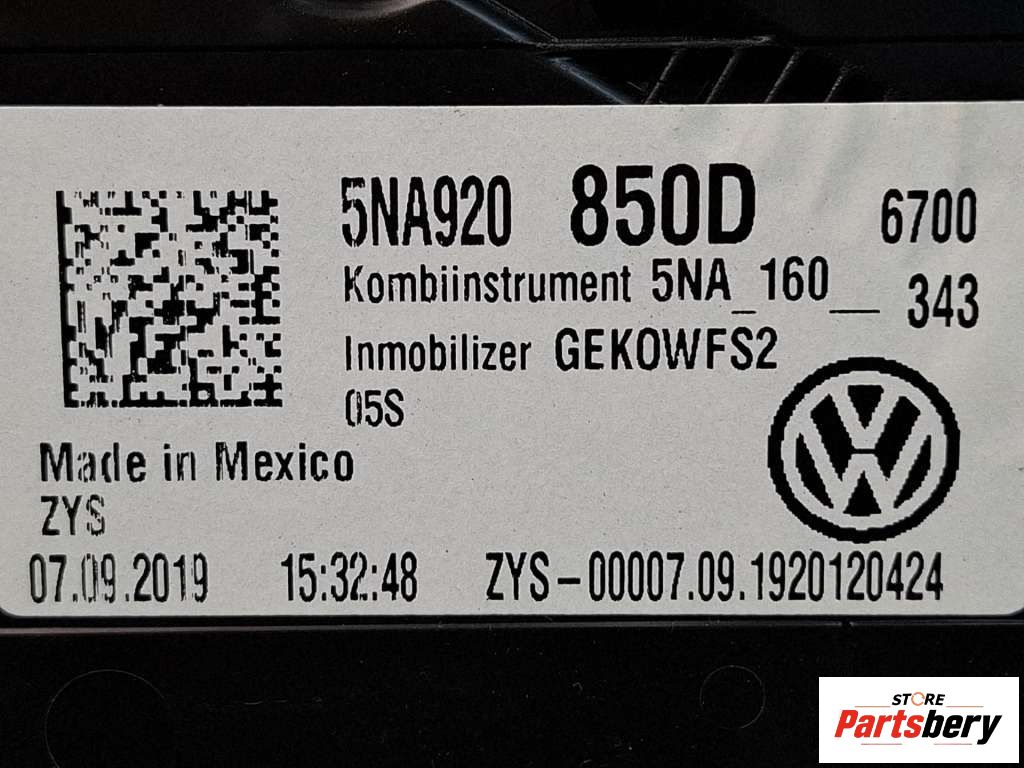 5NA920 850D 6700
Kombiinstrument 5NA_160__ 343
Inmobilizer GEKOWFS2
05S
Made in Mexico
ZYS
07.09.2019 15:32:48 ZYS-00007.09.1920120424
STORE
Partsbery